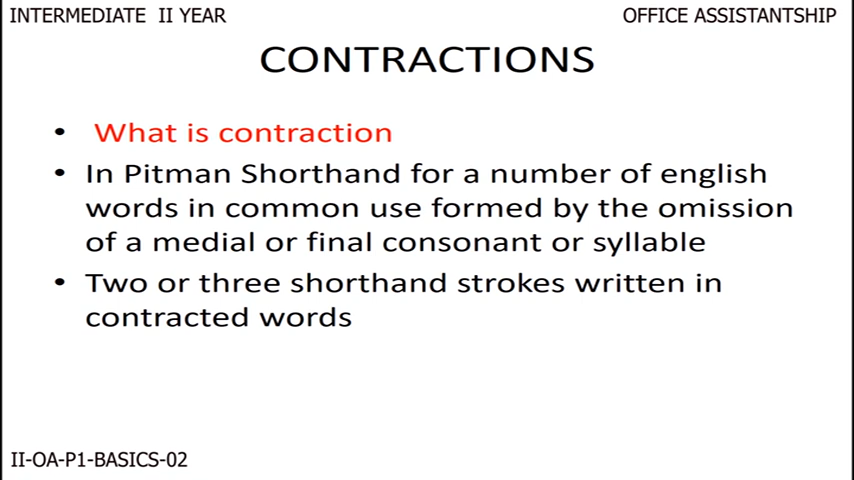 INTERMEDIATE II YEAR
OFFICE ASSISTANTSHIP
CONTRACTIONS
• What is contraction
• In Pitman Shorthand for a number of english
words in common use formed by the omission
of a medial or final consonant or syllable
• Two or three shorthand strokes written in
contracted words
II-OA-P1-BASICS-02